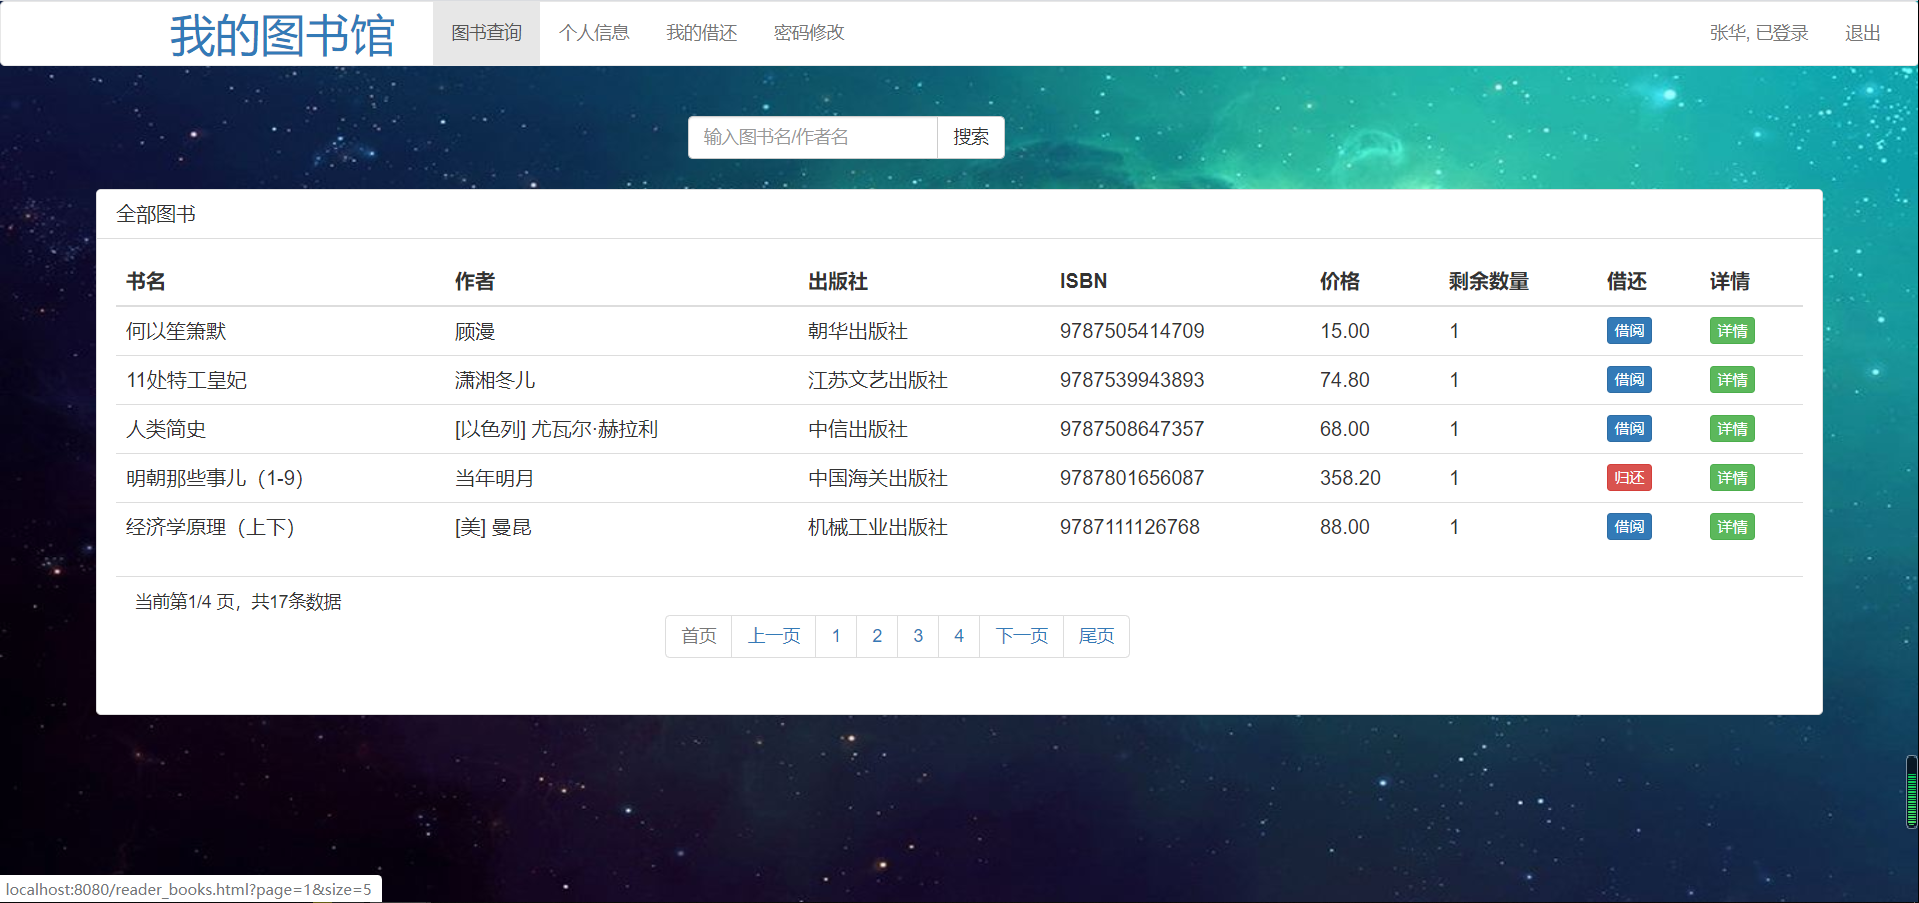 我的图书馆 图书查询 个人信息 我的借还 密码修改 张华, 已登录 退出
输入图书名/作者名 搜索
全部图书
书名 作者 出版社 ISBN 价格 剩余数量 借还 详情
何以笙箫默 顾漫 朝华出版社 9787505414709 15.00 1 借阅 详情
11处特工皇妃 潇湘冬儿 江苏文艺出版社 9787539943893 74.80 1 借阅 详情
人类简史 [以色列] 尤瓦尔·赫拉利 中信出版社 9787508647357 68.00 1 借阅 详情
明朝那些事儿（1-9） 当年明月 中国海关出版社 9787801656087 358.20 1 归还 详情
经济学原理（上下） [美] 曼昆 机械工业出版社 9787111126768 88.00 1 借阅 详情
当前第1/4 页，共17条数据
首页 上一页 1 2 3 4 下一页 尾页
localhost:8080/reader_books.html?page=1&size=5